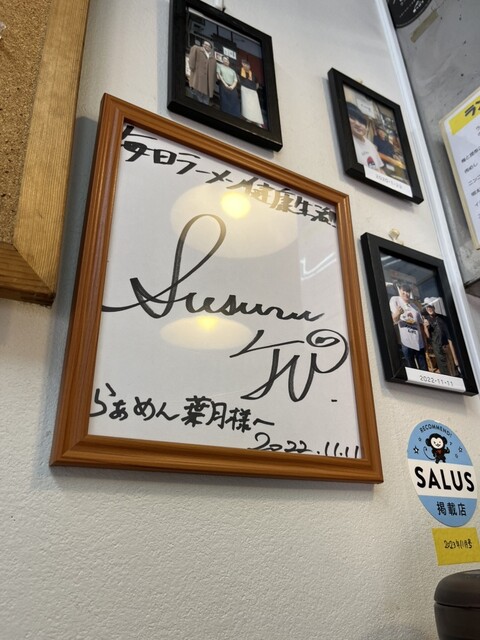 毎日ラーメン健康生活
Susuru
TV.
らぁめん 葉月様へ
2022.11.11
2022-11-11
RECOMMEND!
SALUS
掲載店